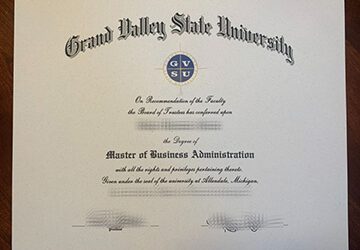 Grand Valley State University
G V
S U
On Recommendation of the Faculty
the Board of Trustees has conferred upon
the Degree of
Master of Business Administration
with all the rights and privileges pertaining thereto.
Given under the seal of the university at Allendale, Michigan,